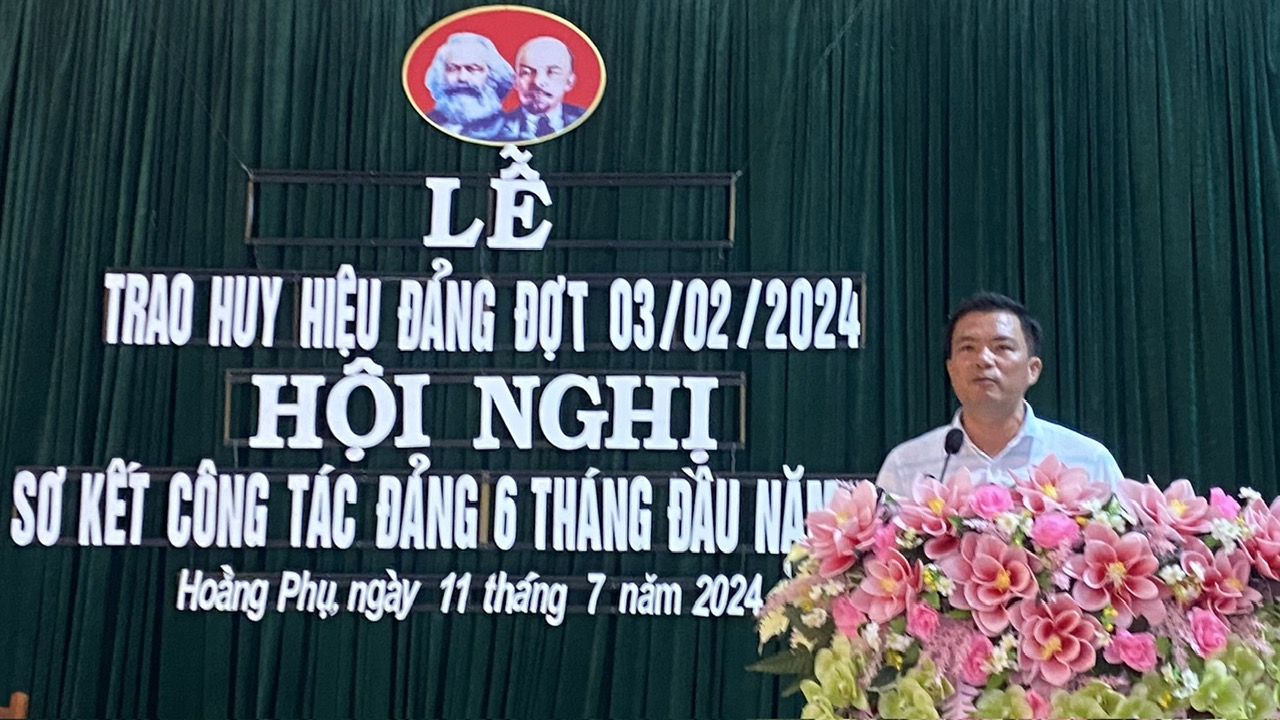 LỄ
TRAO HUY HIỆU ĐẢNG ĐỢT 03/02/2024
HỘI NGHỊ
SƠ KẾT CÔNG TÁC ĐẢNG 6 THÁNG ĐẦU NĂM
Hoằng Phụ, ngày 11 tháng 7 năm 2024